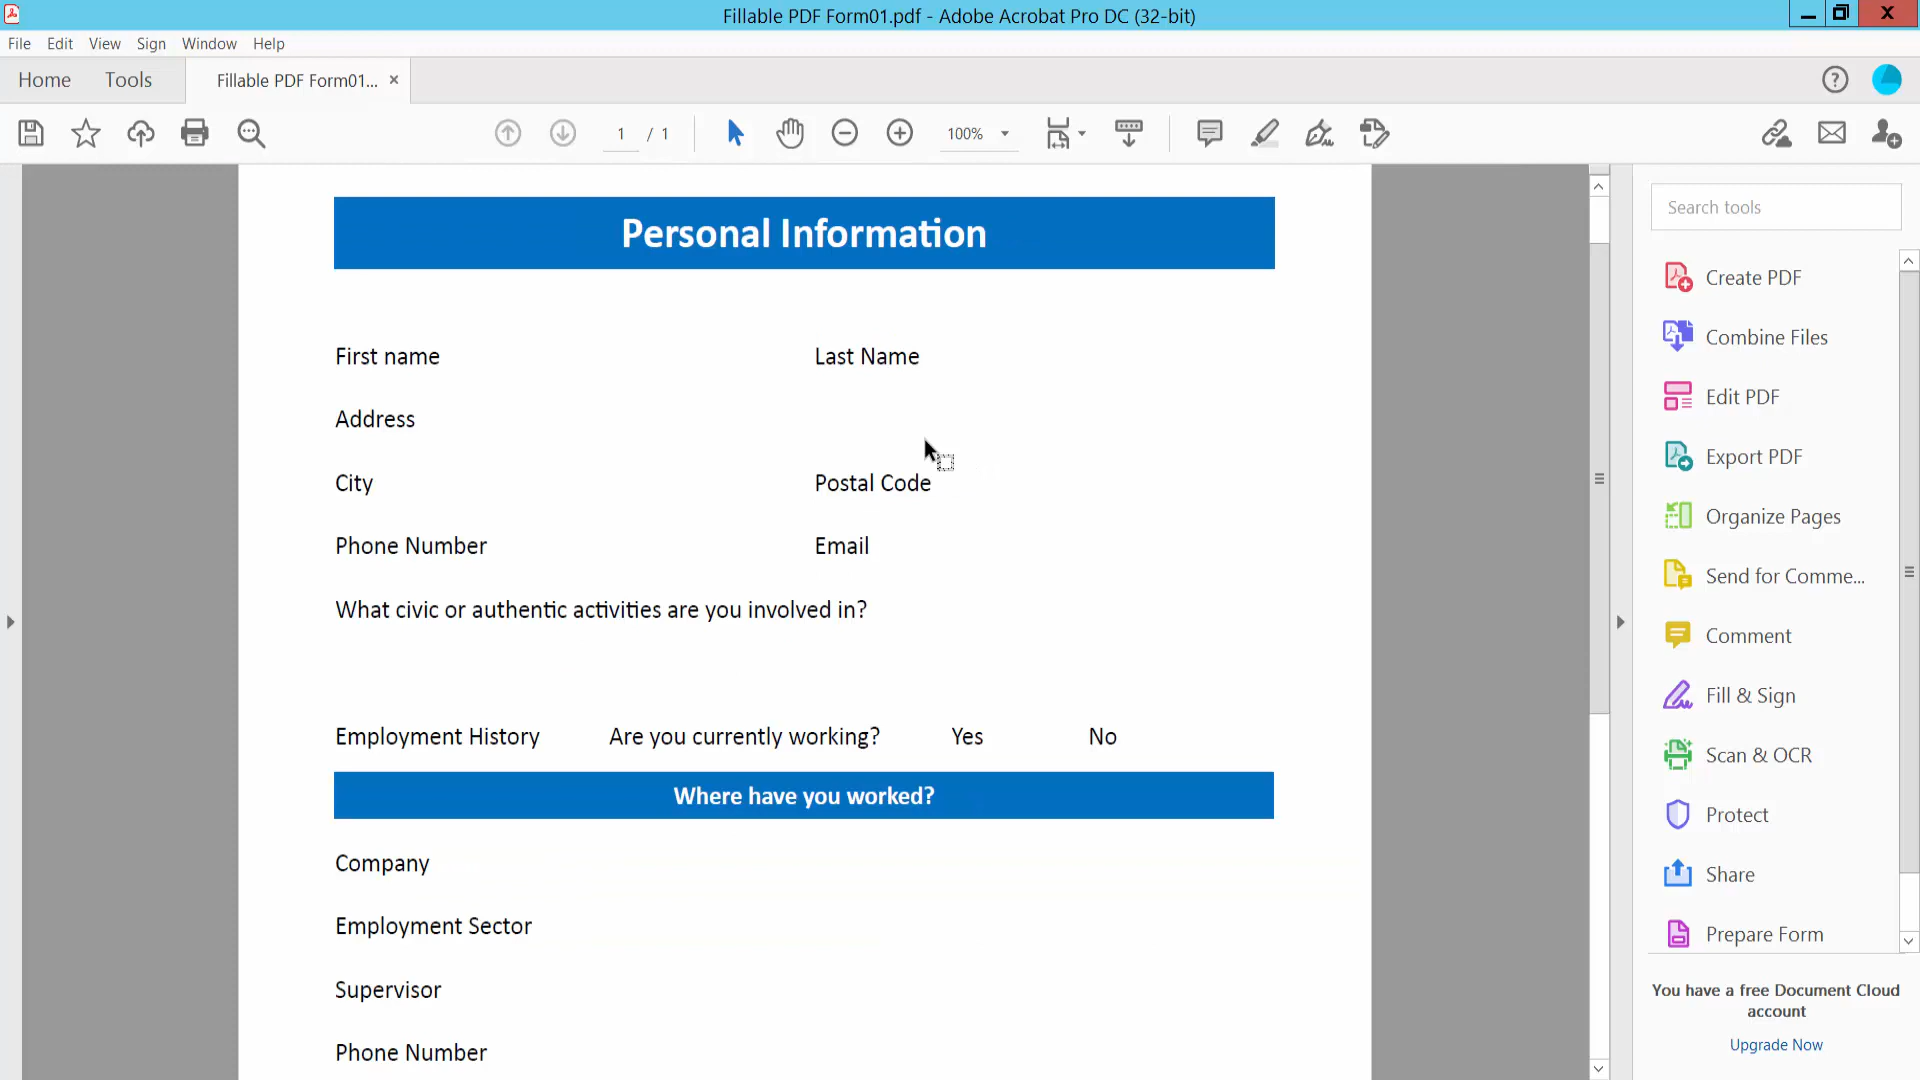 Fillable PDF Form01.pdf - Adobe Acrobat Pro DC (32-bit)
File Edit View Sign Window Help
Home Tools Fillable PDF Form01... ×
1 / 1 100%
Search tools
Personal Information
First name Last Name
Address
City Postal Code
Phone Number Email
What civic or authentic activities are you involved in?
Employment History Are you currently working? Yes No
Where have you worked?
Company
Employment Sector
Supervisor
Phone Number
Create PDF
Combine Files
Edit PDF
Export PDF
Organize Pages
Send for Comme...
Comment
Fill & Sign
Scan & OCR
Protect
Share
Prepare Form
You have a free Document Cloud
account
Upgrade Now